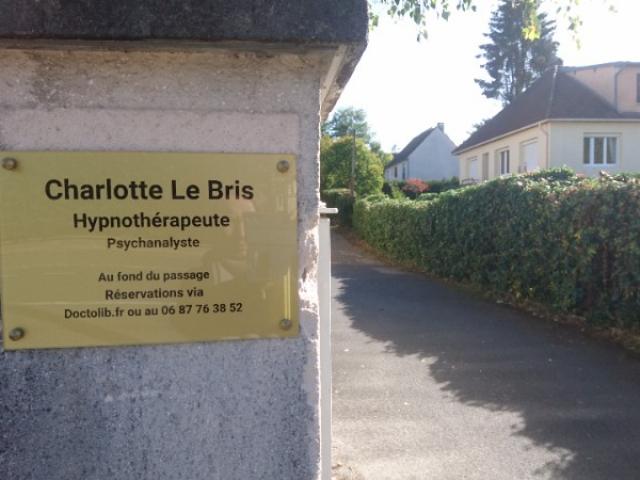 Charlotte Le Bris
Hypnothérapeute
Psychanalyste
Au fond du passage
Réservations via
Doctolib.fr ou au 06 87 76 38 52